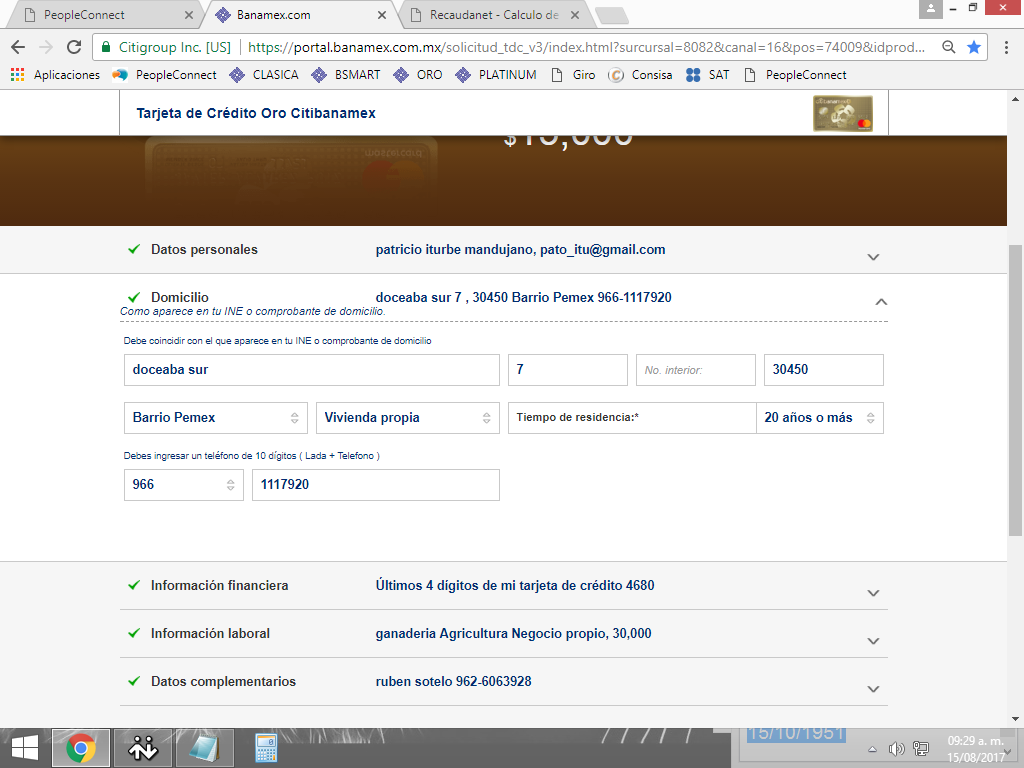 PeopleConnect
Banamex.com
Recaudanet - Calculo de
Citigroup Inc. [US] https://portal.banamex.com.mx/solicitud_tdc_v3/index.html?surcursal=8082&canal=16&pos=74009&idprod...
Aplicaciones PeopleConnect CLASICA BSMART ORO PLATINUM Giro Consisa SAT PeopleConnect
Tarjeta de Crédito Oro Citibanamex
$15,000
Datos personales patricio iturbe mandujano, pato_itu@gmail.com
Domicilio doceaba sur 7 , 30450 Barrio Pemex 966-1117920
Como aparece en tu INE o comprobante de domicilio.
Debe coincidir con el que aparece en tu INE o comprobante de domicilio
doceaba sur 7 No. interior: 30450
Barrio Pemex Vivienda propia Tiempo de residencia:* 20 años o más
Debes ingresar un teléfono de 10 dígitos ( Lada + Telefono )
966 1117920
Información financiera Últimos 4 dígitos de mi tarjeta de crédito 4680
Información laboral ganaderia Agricultura Negocio propio, 30,000
Datos complementarios ruben sotelo 962-6063928
15/10/1951
09:29 a. m.
15/08/2017